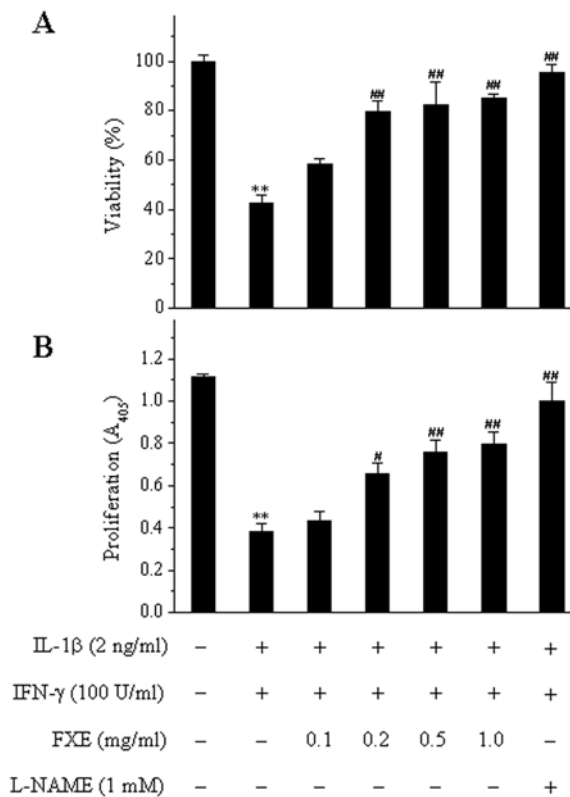 A
Viability (%)
100
80
60
40
20
0
**
##
##
##
##
B
Proliferation (A405)
1.2
1.0
0.8
0.6
0.4
0.2
0.0
**
#
##
##
##
IL-1β (2 ng/ml) – + + + + + +
IFN-γ (100 U/ml) – + + + + + +
FXE (mg/ml) – – 0.1 0.2 0.5 1.0 –
L-NAME (1 mM) – – – – – – +